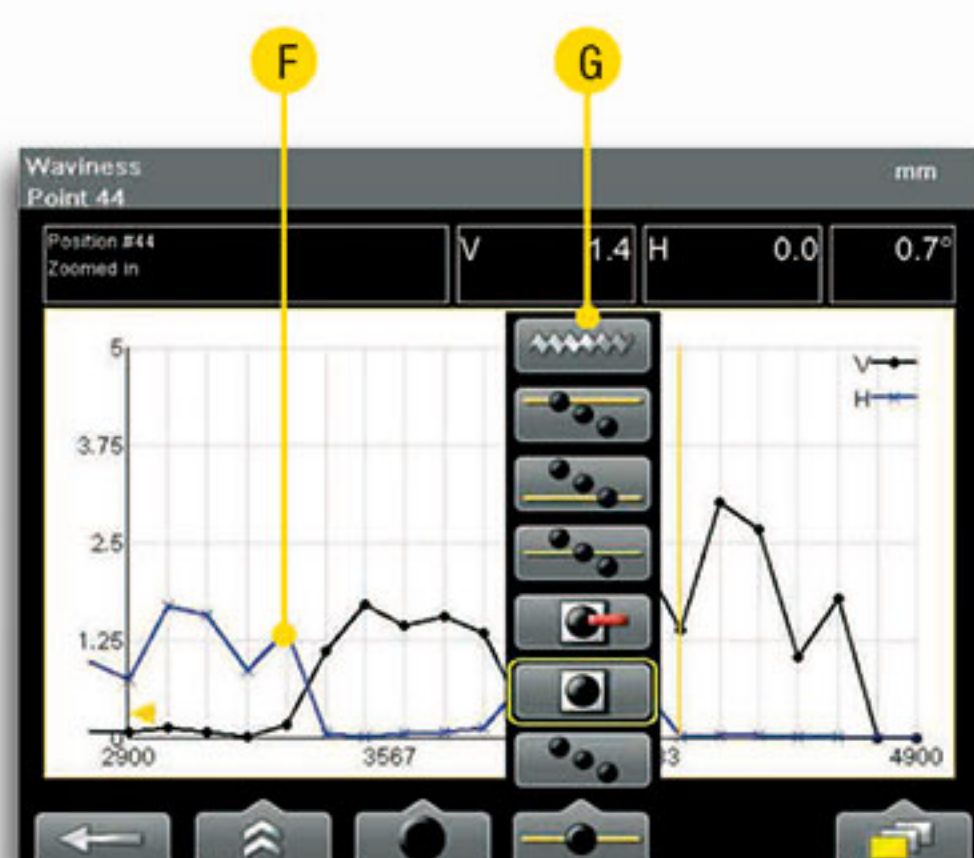 F
G
Waviness
mm
Point 44
Position #44
Zoomed in
V 1.4
H 0.0
0.7°
5
V
H
3.75
2.5
1.25
0
2900
3567
33
4900